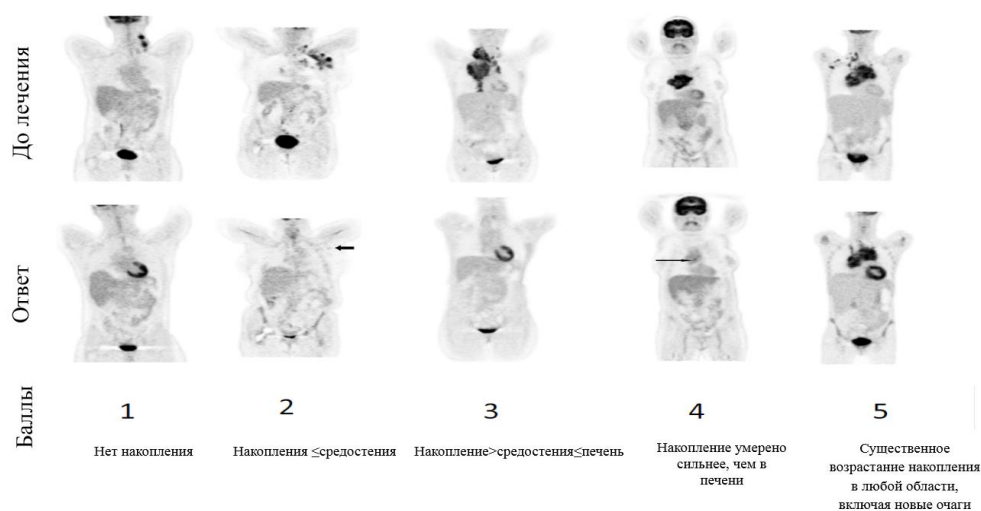 До лечения
Ответ
Баллы
1
2
3
4
5
Нет накопления
Накопления ≤средостения
Накопление>средостения≤печень
Накопление умерено
сильнее, чем в
печени
Существенное
возрастание накопления
в любой области,
включая новые очаги